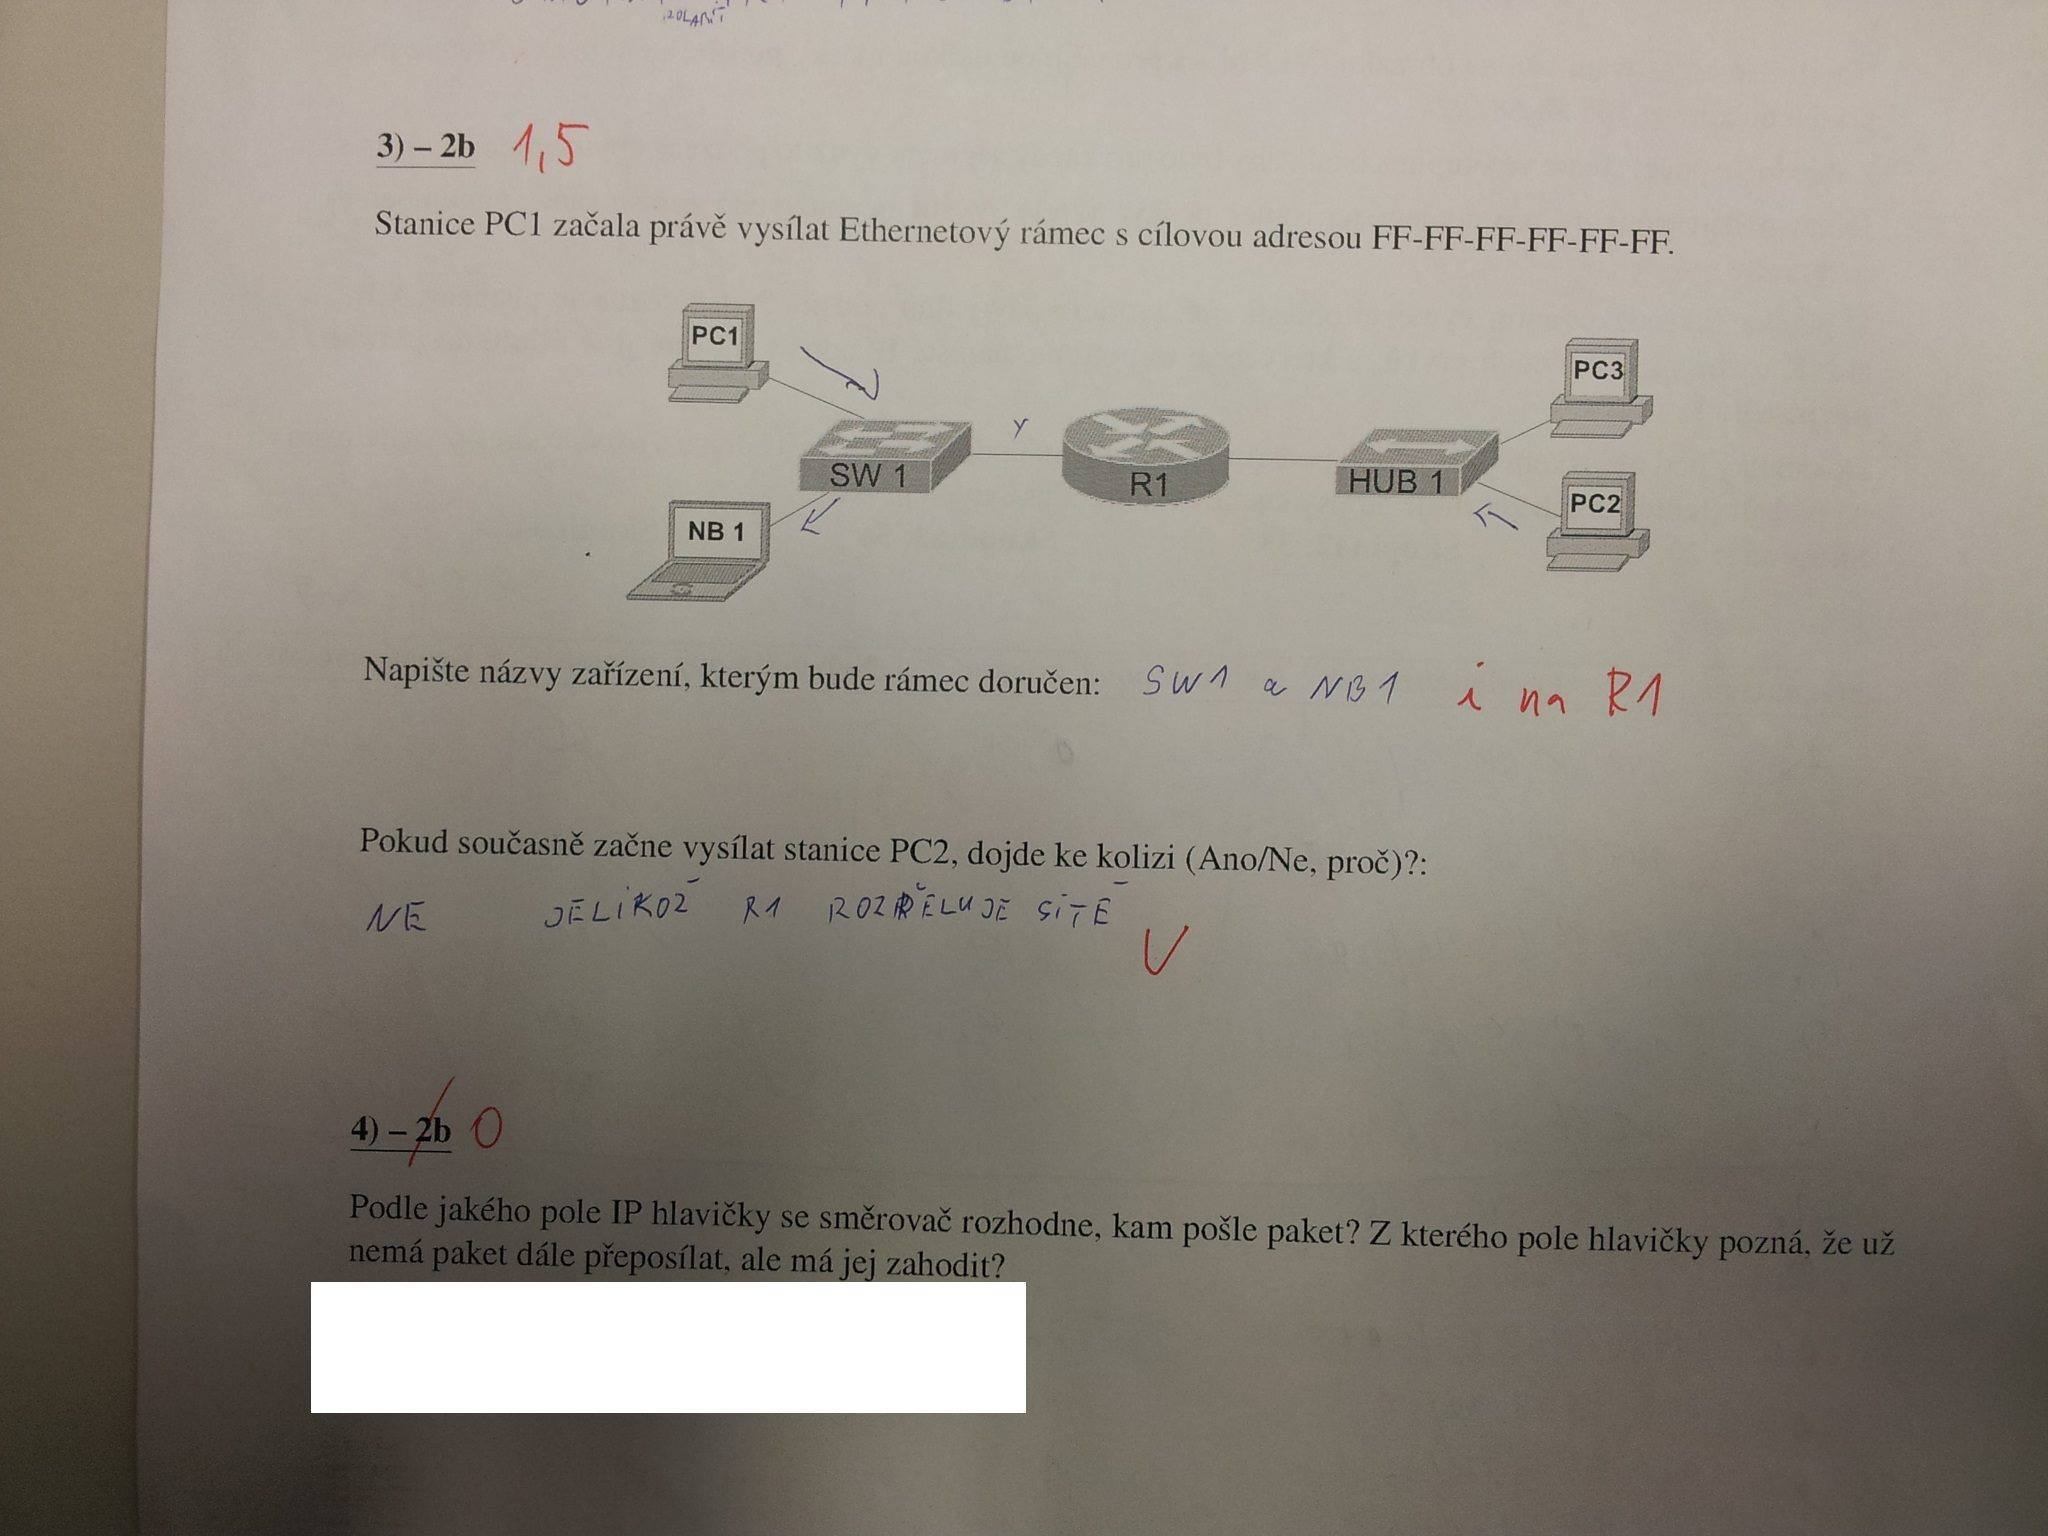 3) – 2b 1,5
Stanice PC1 začala právě vysílat Ethernetový rámec s cílovou adresou FF-FF-FF-FF-FF-FF.
PC1
PC3
Y
SW 1
R1
HUB 1
PC2
NB 1
Napište názvy zařízení, kterým bude rámec doručen: SW1 a NB1 i na R1
Pokud současně začne vysílat stanice PC2, dojde ke kolizi (Ano/Ne, proč)?:
NE JELIKOŽ R1 ROZDĚLUJE SÍTĚ
4) – 2b 0
Podle jakého pole IP hlavičky se směrovač rozhodne, kam pošle paket? Z kterého pole hlavičky pozná, že už
nemá paket dále přeposílat, ale má jej zahodit?